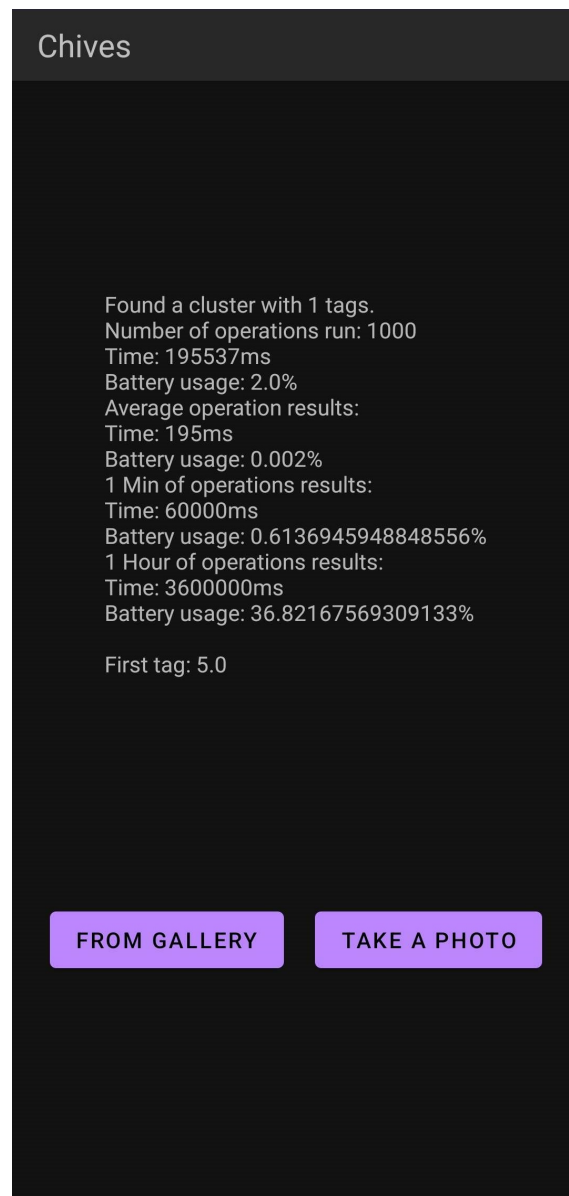 Chives
Found a cluster with 1 tags.
Number of operations run: 1000
Time: 195537ms
Battery usage: 2.0%
Average operation results:
Time: 195ms
Battery usage: 0.002%
1 Min of operations results:
Time: 60000ms
Battery usage: 0.6136945948848556%
1 Hour of operations results:
Time: 3600000ms
Battery usage: 36.82167569309133%
First tag: 5.0
FROM GALLERY
TAKE A PHOTO